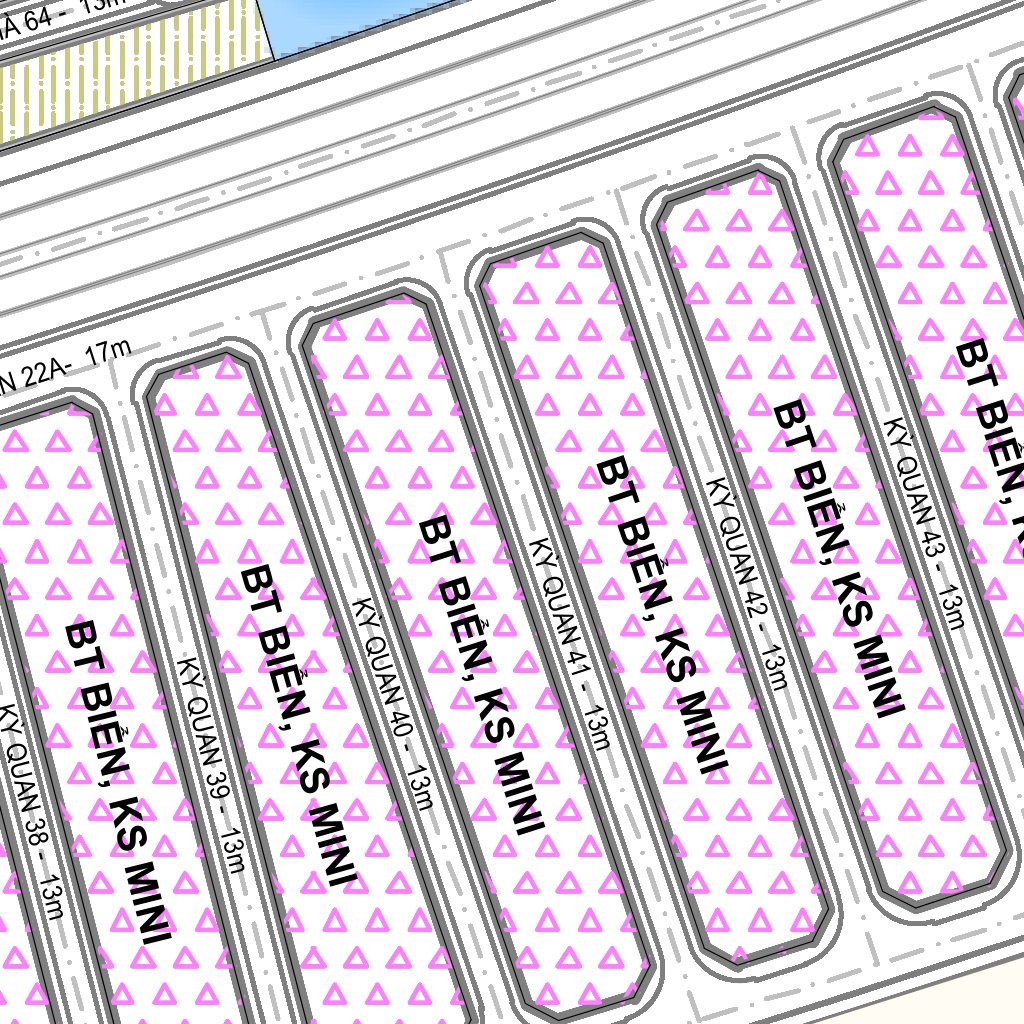 64 - 13m
22A- 17m
KỲ QUAN 38 - 13m
BT BIỂN, KS MINI
KỲ QUAN 39 - 13m
BT BIỂN, KS MINI
KỲ QUAN 40 - 13m
BT BIỂN, KS MINI
KỲ QUAN 41 - 13m
BT BIỂN, KS MINI
KỲ QUAN 42 - 13m
BT BIỂN, KS MINI
KỲ QUAN 43 - 13m
BT BIỂN,